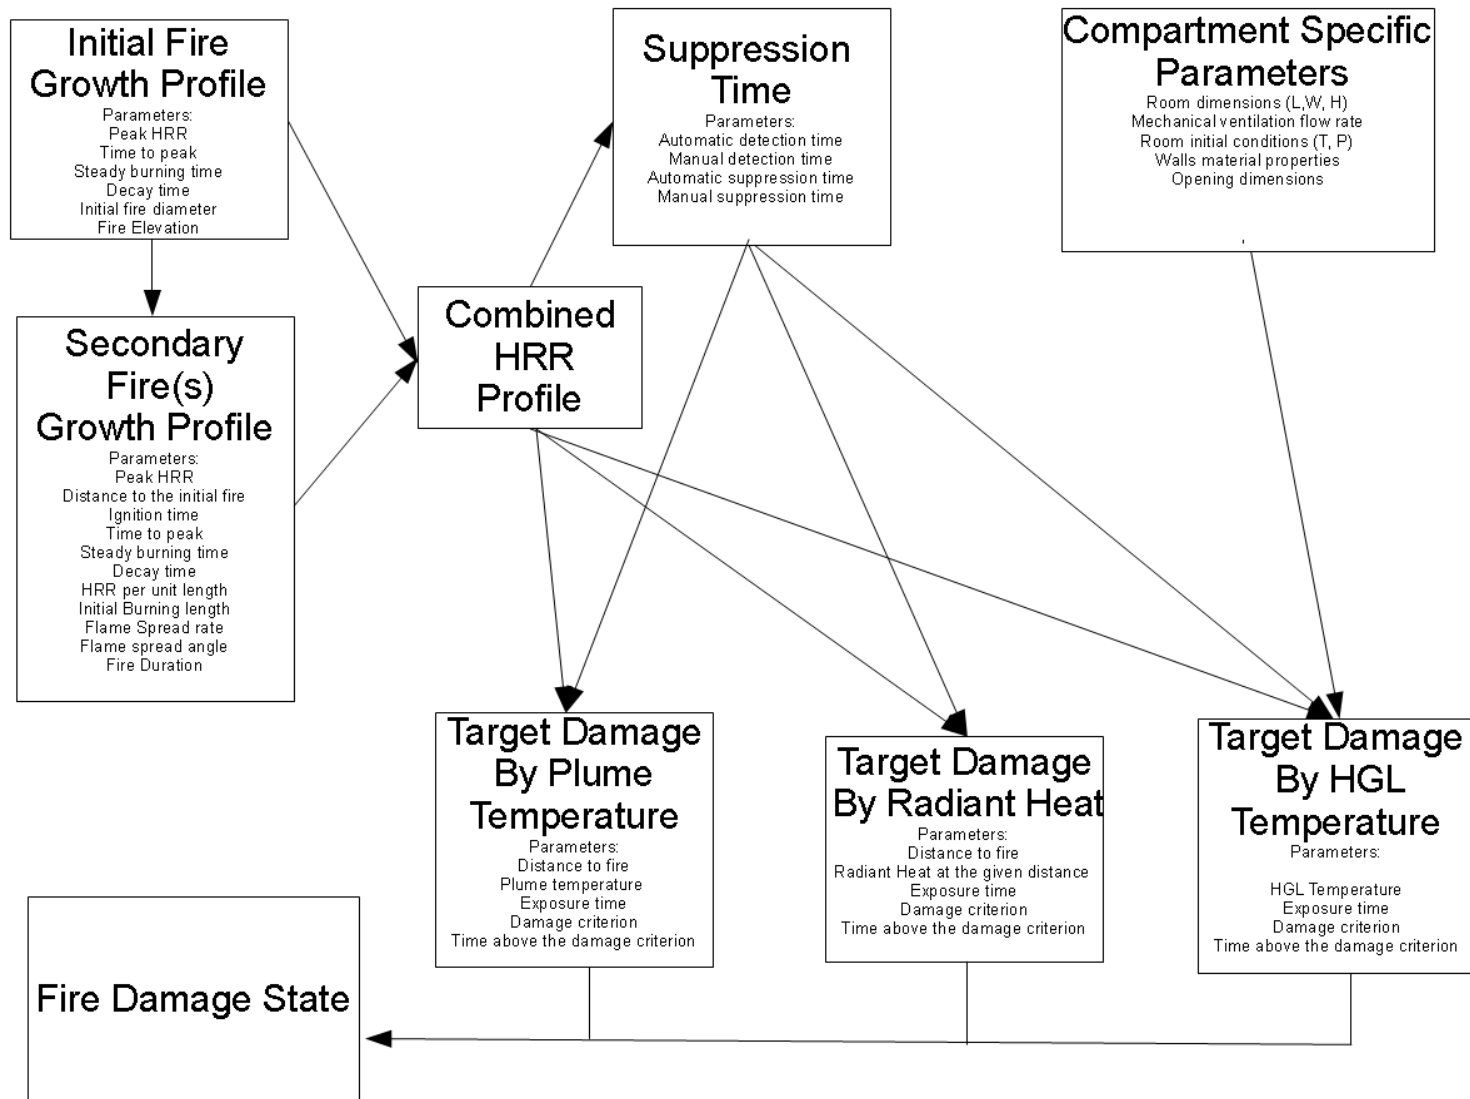 Initial Fire
Growth Profile
Parameters:
Peak HRR
Time to peak
Steady burning time
Decay time
Initial fire diameter
Fire Elevation
Suppression
Time
Parameters:
Automatic detection time
Manual detection time
Automatic suppression time
Manual suppression time
Compartment Specific
Parameters
Room dimensions (L,W, H)
Mechanical ventilation flow rate
Room initial conditions (T, P)
Walls material properties
Opening dimensions
Secondary
Fire(s)
Growth Profile
Parameters:
Peak HRR
Distance to the initial fire
Ignition time
Time to peak
Steady burning time
Decay time
HRR per unit length
Initial Burning length
Flame Spread rate
Flame spread angle
Fire Duration
Combined
HRR
Profile
Target Damage
By Plume
Temperature
Parameters:
Distance to fire
Plume temperature
Exposure time
Damage criterion
Time above the damage criterion
Target Damage
By Radiant Heat
Parameters:
Distance to fire
Radiant Heat at the given distance
Exposure time
Damage criterion
Time above the damage criterion
Target Damage
By HGL
Temperature
Parameters:
HGL Temperature
Exposure time
Damage criterion
Time above the damage criterion
Fire Damage State